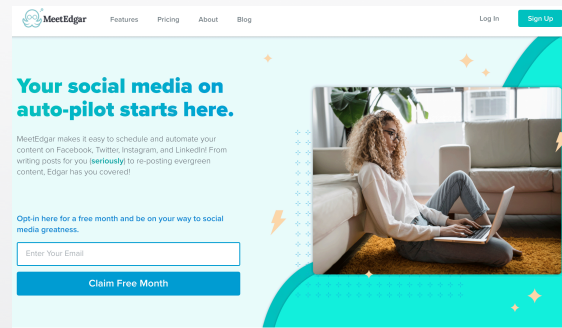 MeetEdgar
Features
Pricing
About
Blog
Log In
Sign Up
Your social media on
auto-pilot starts here.
MeetEdgar makes it easy to schedule and automate your
content on Facebook, Twitter, Instagram, and LinkedIn! From
writing posts for you (seriously) to re-posting evergreen
content, Edgar has you covered!
Opt-in here for a free month and be on your way to social
media greatness.
Enter Your Email
Claim Free Month